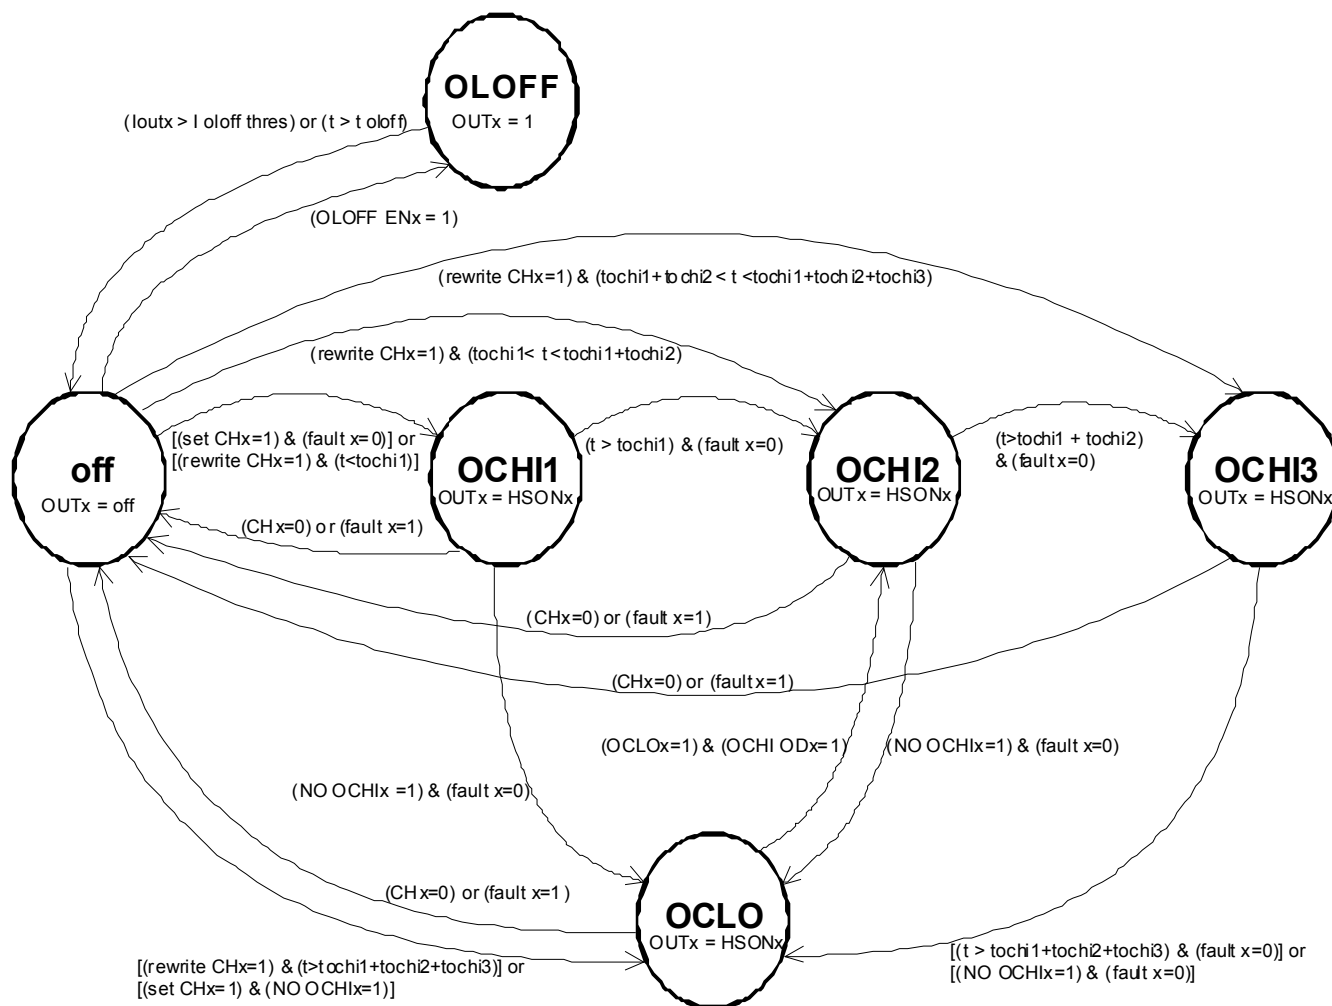 OLOFF
OUTx = 1
(Ioutx > I oloff thres) or (t > t oloff)
(OLOFF ENx = 1)
(rewrite CHx=1) & (tochi1+tochi2 < t <tochi1+tochi2+tochi3)
(rewrite CHx=1) & (tochi1< t <tochi1+tochi2)
[(set CHx=1) & (fault x=0)] or
[(rewrite CHx=1) & (t<tochi1)]
(t > tochi1) & (fault x=0)
(t>tochi1 + tochi2)
& (fault x=0)
off
OUTx = off
OCHI1
OUTx = HSONx
OCHI2
OUTx = HSONx
OCHI3
OUTx = HSONx
(CHx=0) or (fault x=1)
(CHx=0) or (fault x=1)
(CHx=0) or (fault x=1)
(OCLOx=1) & (OCHI ODx=1)
(NO OCHIx=1) & (fault x=0)
(NO OCHIx =1) & (fault x=0)
(CHx=0) or (fault x=1)
OCLO
OUTx = HSONx
[(rewrite CHx=1) & (t>tochi1+tochi2+tochi3)] or
[(set CHx=1) & (NO OCHIx=1)]
[(t > tochi1+tochi2+tochi3) & (fault x=0)] or
[(NO OCHIx=1) & (fault x=0)]